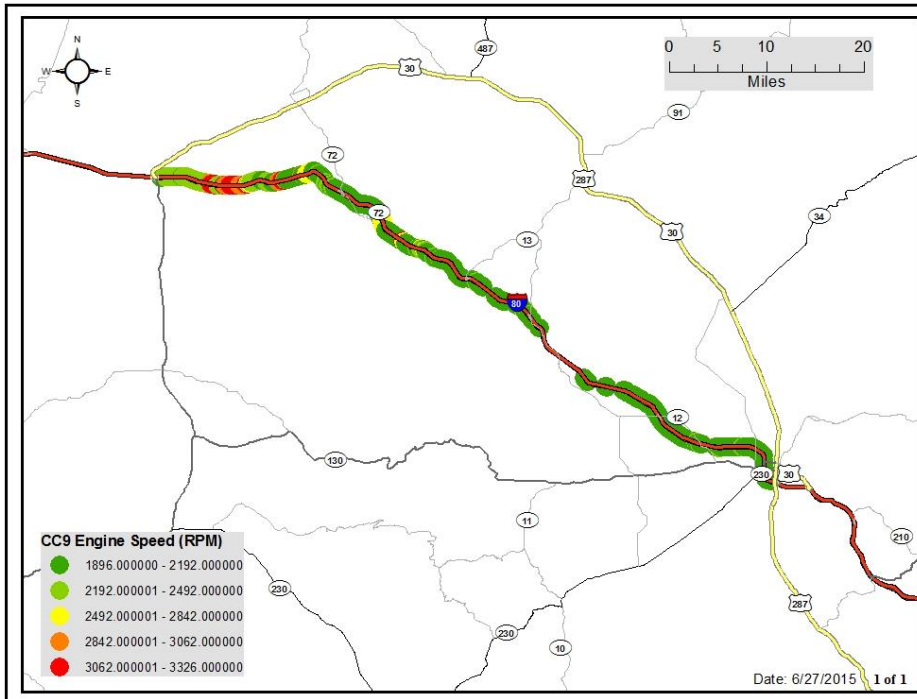 N
W E
S
487
30
0 5 10 20
Miles
91
72
287
72
34
13
30
80
12
130
230
30
11
210
CC9 Engine Speed (RPM)
1896.000000 - 2192.000000
2192.000001 - 2492.000000
2492.000001 - 2842.000000
2842.000001 - 3062.000000
3062.000001 - 3326.000000
230
287
230
10
Date: 6/27/2015 1 of 1